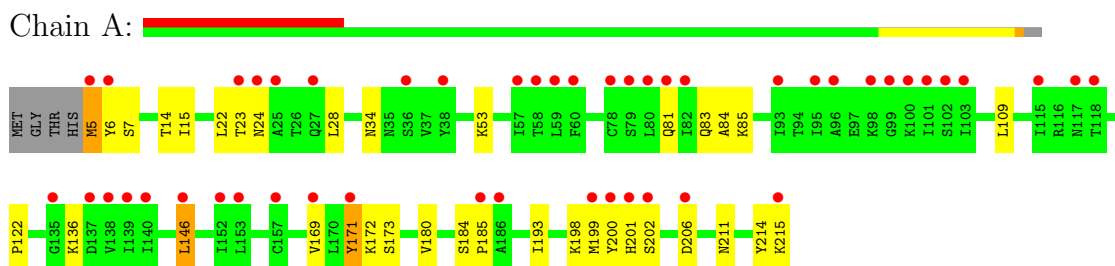 Chain A:
MET GLY THR HIS M5 Y6 S7 T14 I15 L22 T23 N24 A25 T26 Q27 L28 N34 N35 S36 V37 Y38 K53 I57 T58 L59 F60 C78 S79 L80 Q81 I82 Q83 A84 K85 I93 T94 I95 A96 E97 K98 G99 K100 I101 S102 I103 L109 I115 R116 N117 T118
P122 G135 K136 D137 V138 I139 I140 L146 I152 L153 C157 V169 L170 Y171 K172 S173 V180 S184 P185 A186 I193 K198 M199 Y200 H201 S202 D206 N211 Y214 K215